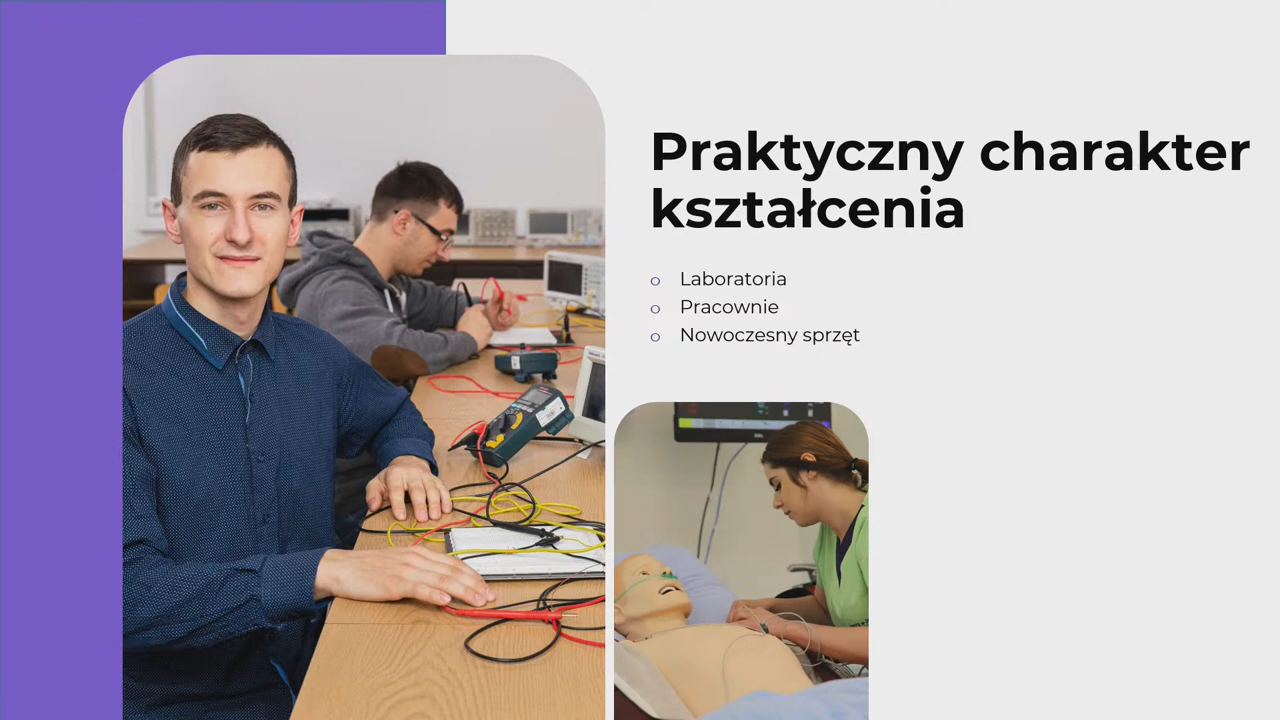 Praktyczny charakter
kształcenia
o Laboratoria
o Pracownie
o Nowoczesny sprzęt